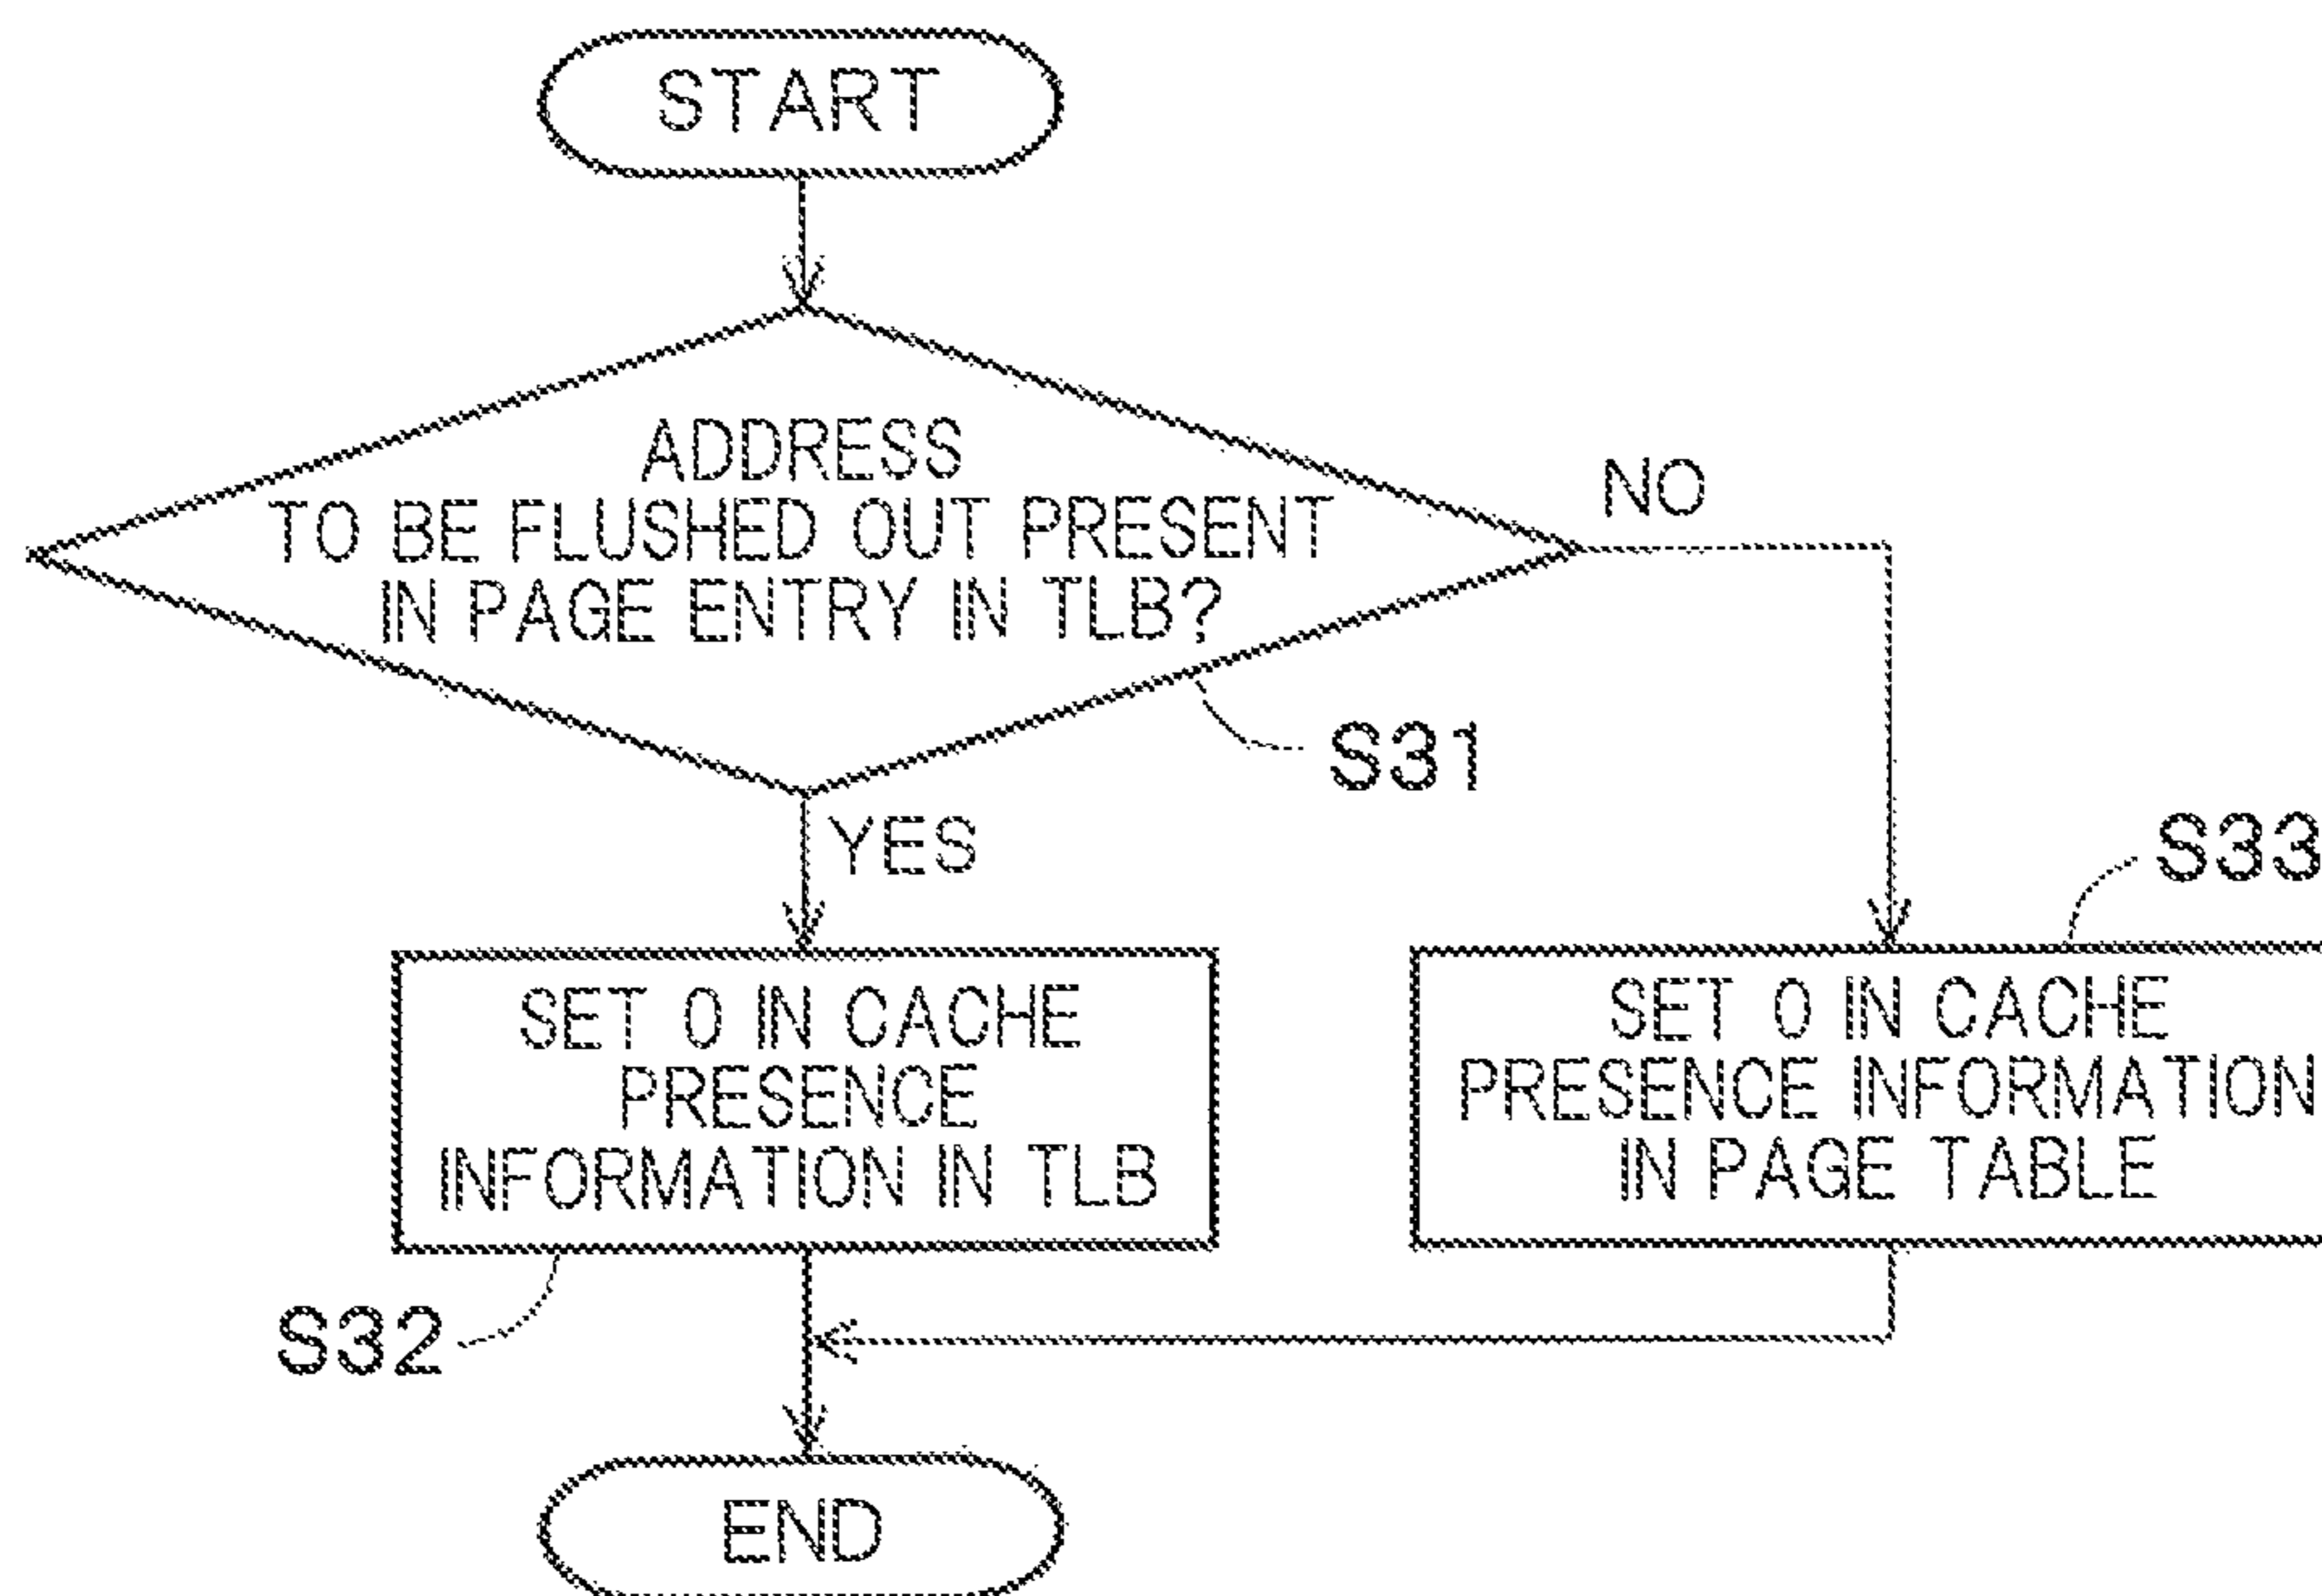 START
ADDRESS
TO BE FLUSHED OUT PRESENT
IN PAGE ENTRY IN TLB?
NO
S31
YES
S33
SET 0 IN CACHE
PRESENCE
INFORMATION IN TLB
SET 0 IN CACHE
PRESENCE INFORMATION
IN PAGE TABLE
S32
END